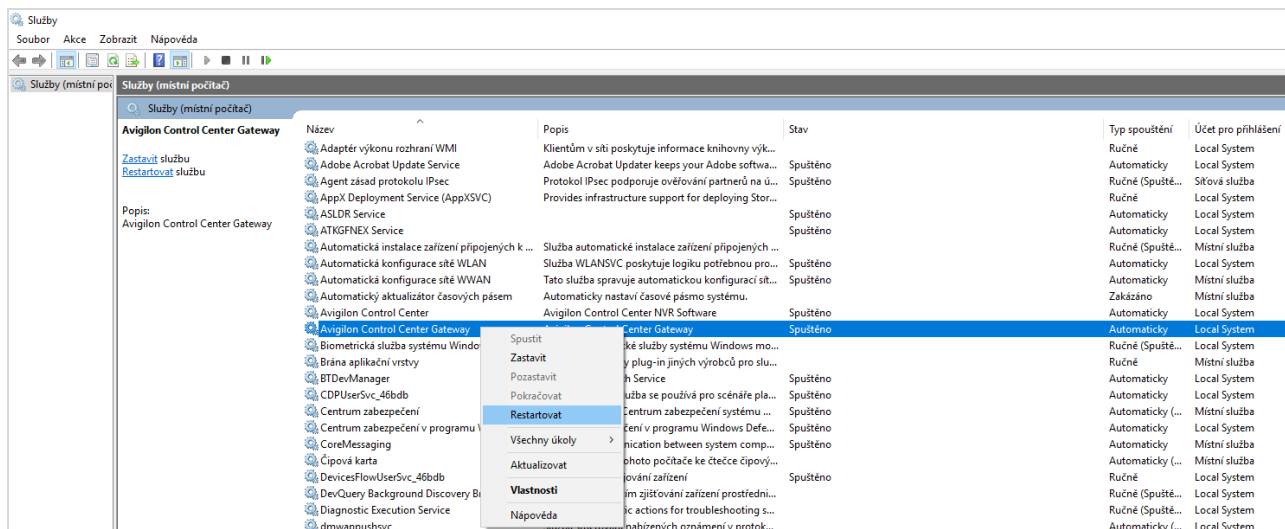 Služby
Soubor Akce Zobrazit Nápověda
Služby (místní poč
Služby (místní počítač)
Služby (místní počítač)
Avigilon Control Center Gateway
Zastavit službu
Restartovat službu
Popis:
Avigilon Control Center Gateway
Název Popis Stav Typ spouštění Účet pro přihlášení
Adaptér výkonu rozhraní WMI Klientům v síti poskytuje informace knihovny výk... Ručně Local System
Adobe Acrobat Update Service Adobe Acrobat Updater keeps your Adobe softwa... Spuštěno Automaticky Local System
Agent zásad protokolu IPsec Protokol IPsec podporuje ověřování partnerů na ú... Spuštěno Ručně (Spuště... Síťová služba
AppX Deployment Service (AppXSVC) Provides infrastructure support for deploying Stor... Ručně Local System
ASLDR Service Spuštěno Automaticky Local System
ATKGFNEX Service Spuštěno Automaticky Local System
Automatická instalace zařízení připojených k ... Služba automatické instalace zařízení připojených ... Ručně (Spuště... Místní služba
Automatická konfigurace sítě WLAN Služba WLANSVC poskytuje logiku potřebnou pro... Spuštěno Automaticky Local System
Automatická konfigurace sítě WWAN Tato služba spravuje automatickou konfigurací sít... Spuštěno Automaticky Místní služba
Automatický aktualizátor časových pásem Automaticky nastaví časové pásmo systému. Zakázáno Místní služba
Avigilon Control Center Avigilon Control Center NVR Software Spuštěno Automaticky Local System
Avigilon Control Center Gateway Center Gateway Spuštěno Automaticky Local System
Biometrická služba systému Windo ké služby systému Windows mo... Ručně (Spuště... Local System
Brána aplikační vrstvy y plug-in jiných výrobců pro slu... Ručně Místní služba
BTDevManager h Service Spuštěno Automaticky Local System
CDPUserSvc_46bdb užba se používá pro scénáře pla... Spuštěno Automaticky Local System
Centrum zabezpečení Centrum zabezpečení systému ... Spuštěno Automaticky (... Místní služba
Centrum zabezpečení v programu čení v programu Windows Defe... Spuštěno Automaticky Local System
CoreMessaging nication between system comp... Spuštěno Automaticky Místní služba
Čipová karta ohoto počítače ke čtečce čipový... Automaticky (... Místní služba
DevicesFlowUserSvc_46bdb jování zařízení Spuštěno Ručně Local System
DevQuery Background Discovery B ím zjišťování zařízení prostředni... Ručně (Spuště... Local System
Diagnostic Execution Service ic actions for troubleshooting s... Ručně (Spuště... Local System
dmwappushsvc nabízených oznámení v protok... Automaticky (... Local System
Spustit
Zastavit
Pozastavit
Pokračovat
Restartovat
Všechny úkoly
Aktualizovat
Vlastnosti
Nápověda